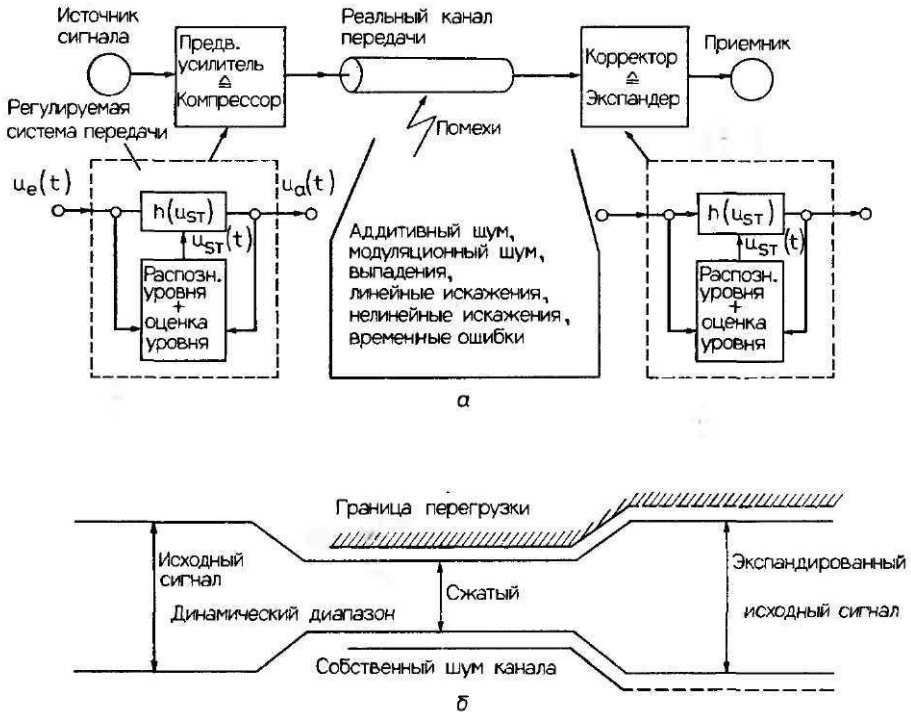 Источник
сигнала
Предв.
усилитель
≙
Компрессор
Реальный канал
передачи
Корректор
≙
Экспандер
Приемник
Регулируемая
система передачи
Помехи
u_e(t)
u_a(t)
h(u_ST)
u_ST(t)
Распозн.
уровня
+
оценка
уровня
Аддитивный шум,
модуляционный шум,
выпадения,
линейные искажения,
нелинейные искажения,
временные ошибки
h(u_ST)
u_ST(t)
Распозн.
уровня
+
оценка
уровня
а
Граница перегрузки
Исходный
сигнал
Динамический диапазон
Сжатый
Экспандированный
исходный сигнал
Собственный шум канала
б